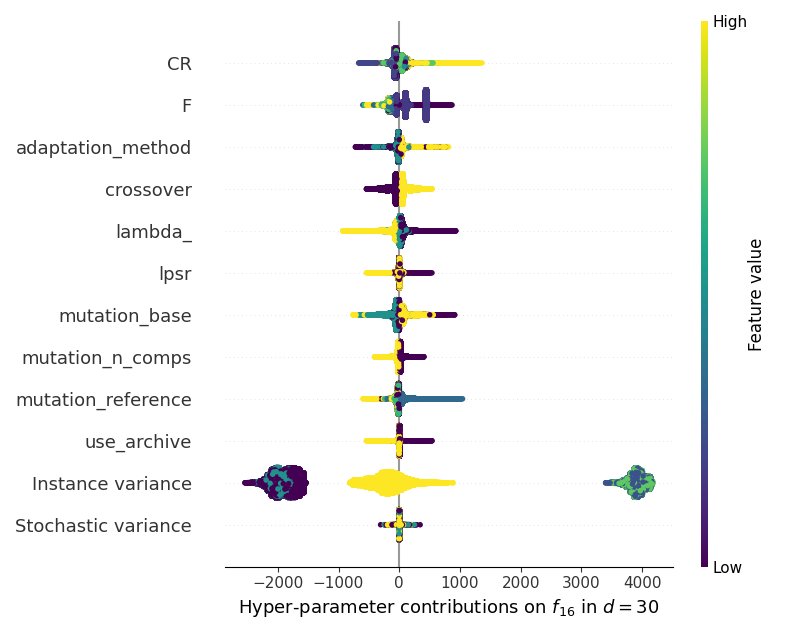 High
CR
F
adaptation_method
crossover
lambda_
lpsr
mutation_base
mutation_n_comps
mutation_reference
use_archive
Instance variance
Stochastic variance
Feature value
Low
−2000 −1000 0 1000 2000 3000 4000
Hyper-parameter contributions on f₁₆ in d = 30